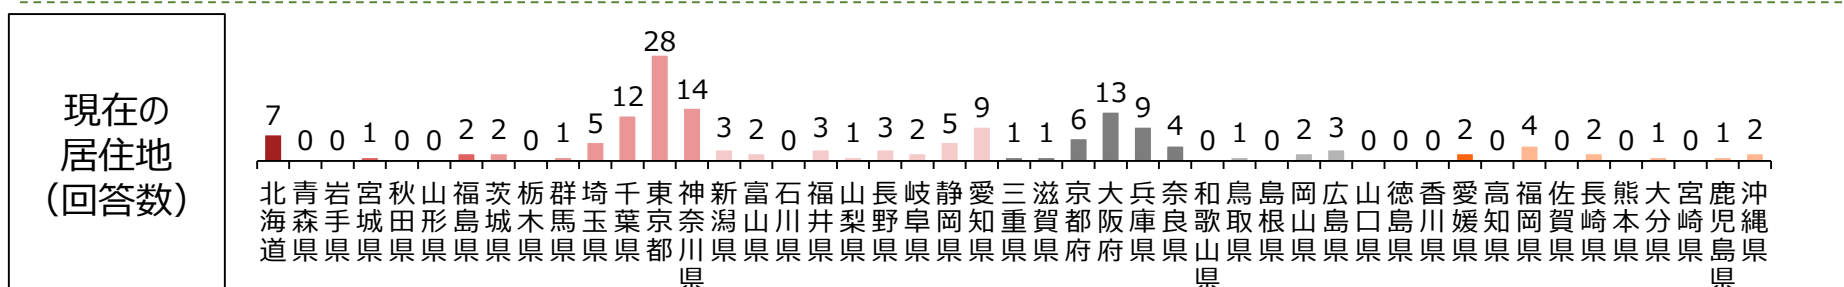 現在の
居住地
（回答数）
7 0 0 1 0 0 2 2 0 1 5 12 28 14 3 2 0 3 1 3 2 5 9 1 1 6 13 9 4 0 1 0 2 3 0 0 0 2 0 4 0 2 0 1 0 1 2
北海道 青森県 岩手県 宮城県 秋田県 山形県 福島県 茨城県 栃木県 群馬県 埼玉県 千葉県 東京都 神奈川県 新潟県 富山県 石川県 福井県 山梨県 長野県 岐阜県 静岡県 愛知県 三重県 滋賀県 京都府 大阪府 兵庫県 奈良県 和歌山県 鳥取県 島根県 岡山県 広島県 山口県 徳島県 香川県 愛媛県 高知県 福岡県 佐賀県 長崎県 熊本県 大分県 宮崎県 鹿児島県 沖縄県